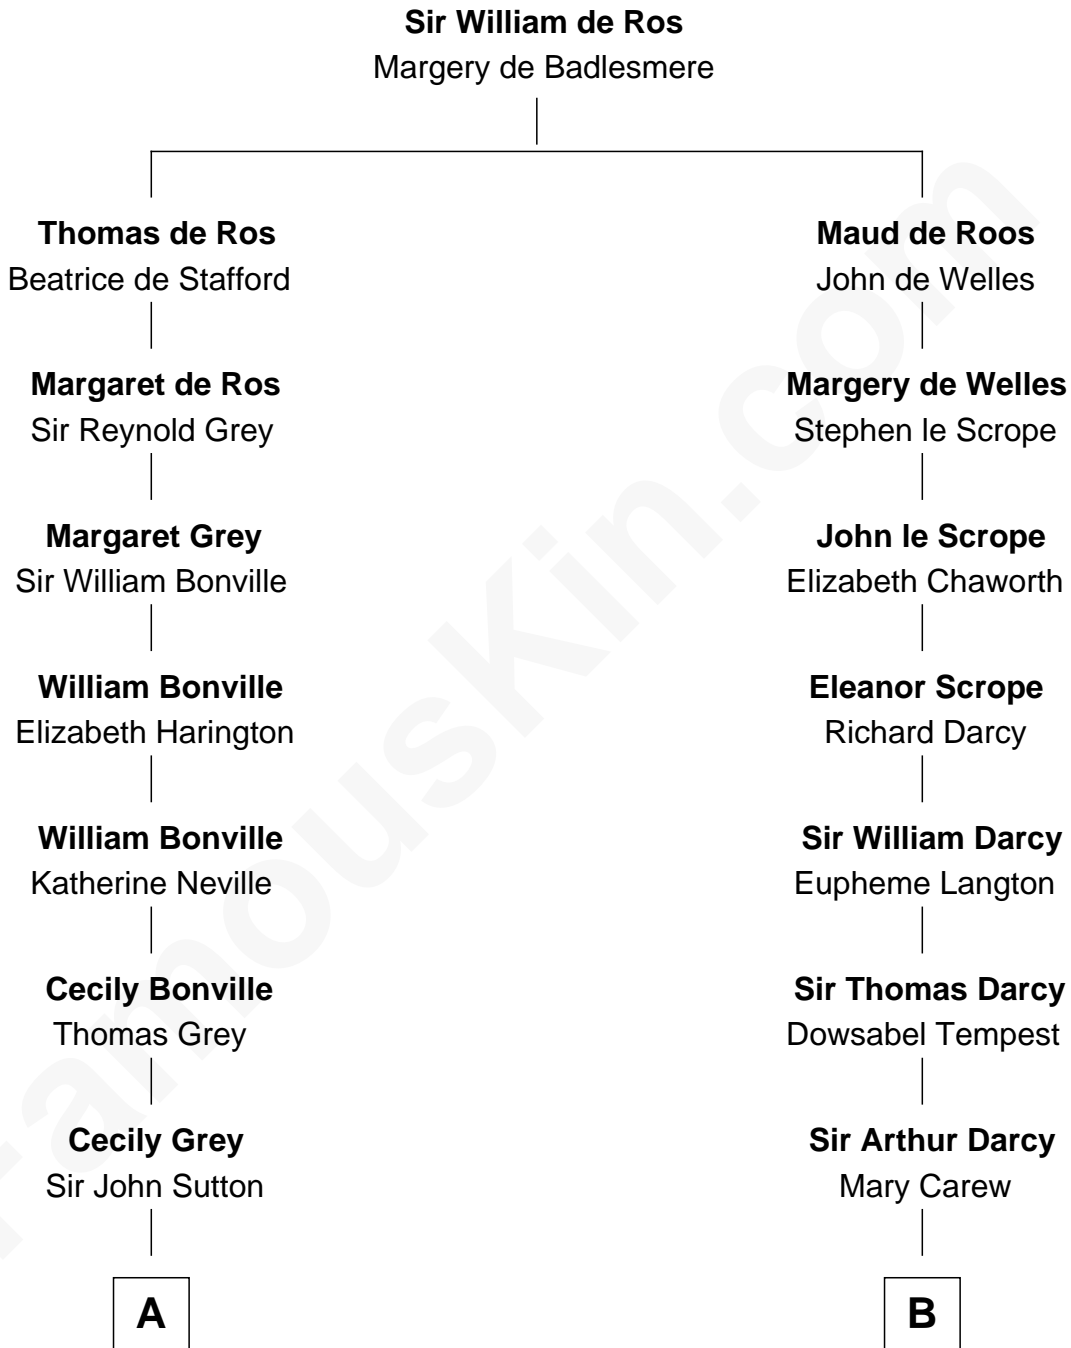 Sir William de Ros
Margery de Badlesmere
Thomas de Ros
Beatrice de Stafford
Maud de Roos
John de Welles
Margaret de Ros
Sir Reynold Grey
Margery de Welles
Stephen le Scrope
Margaret Grey
Sir William Bonville
John le Scrope
Elizabeth Chaworth
William Bonville
Elizabeth Harington
Eleanor Scrope
Richard Darcy
William Bonville
Katherine Neville
Sir William Darcy
Eupheme Langton
Cecily Bonville
Thomas Grey
Sir Thomas Darcy
Dowsabel Tempest
Cecily Grey
Sir John Sutton
Sir Arthur Darcy
Mary Carew
A
B
FamousKin.com